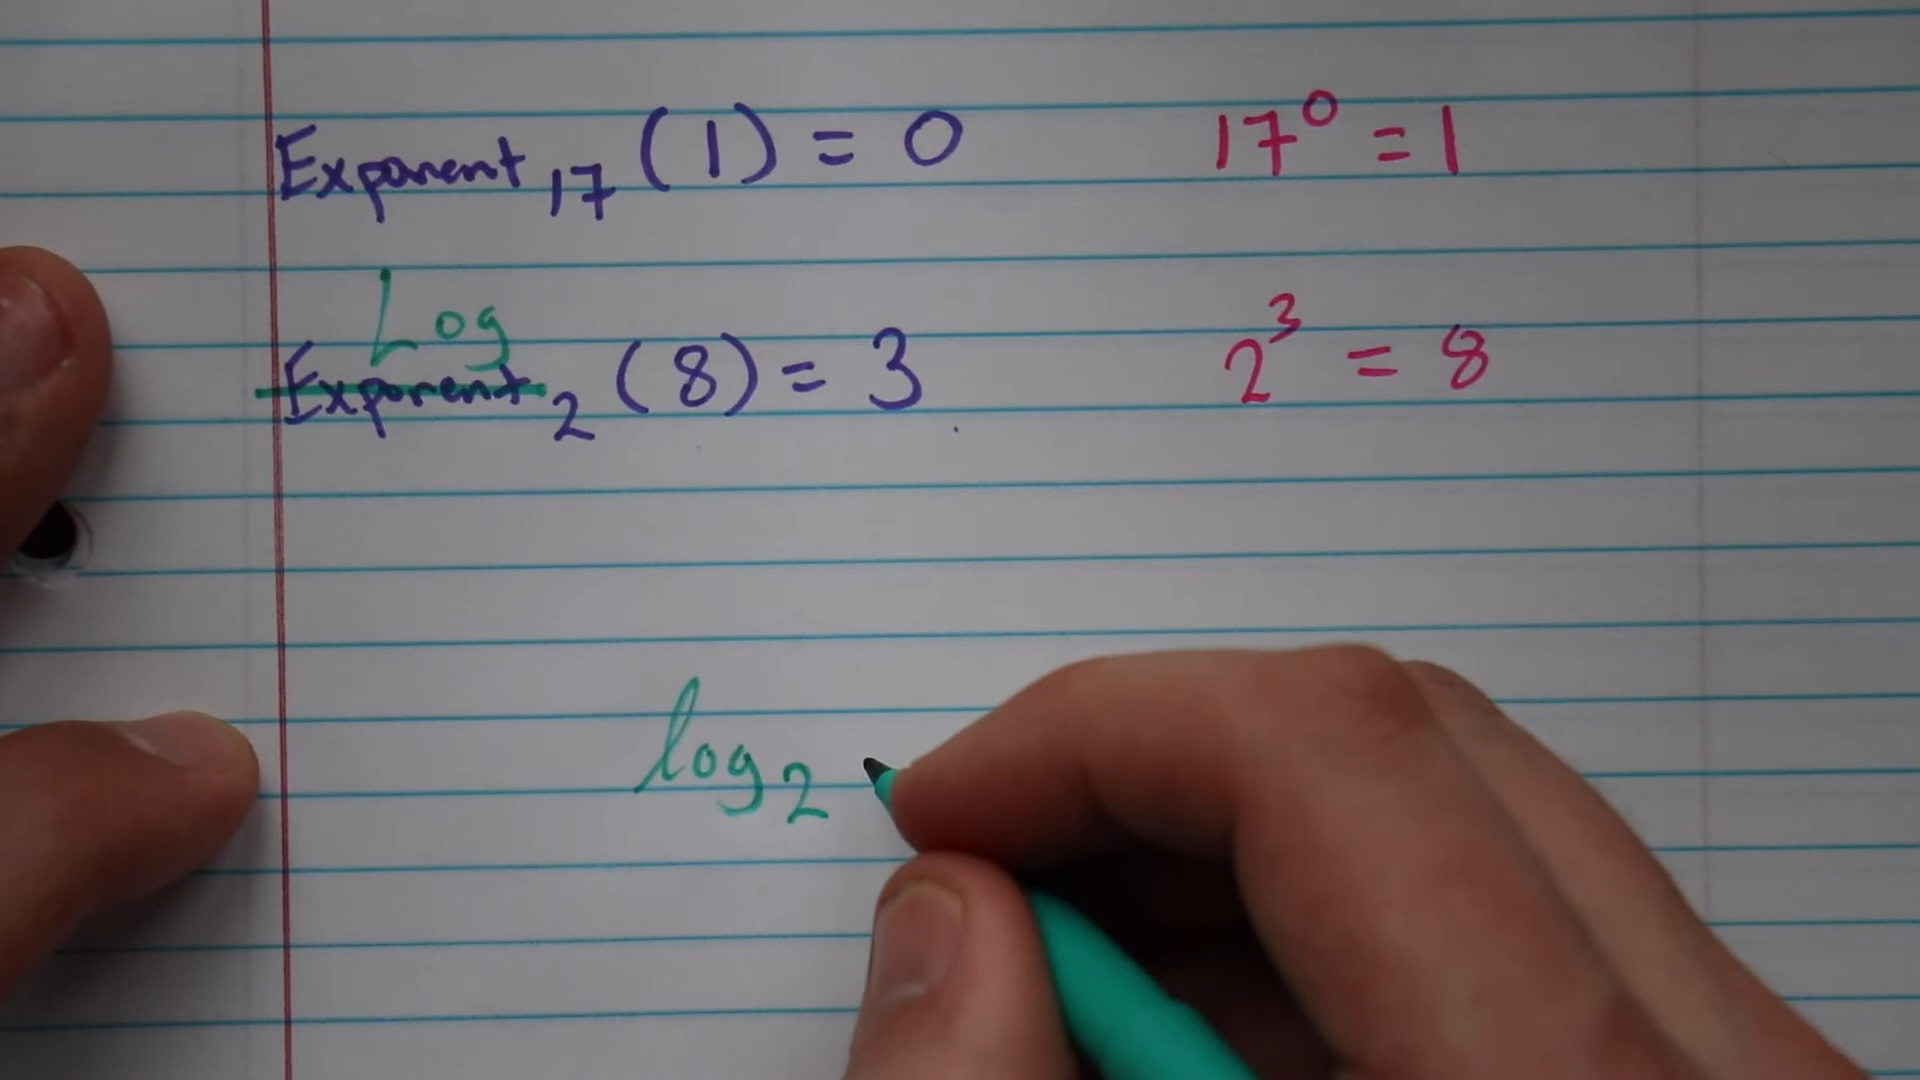 Exponent₁₇ (1) = 0 17⁰ = 1
Log
Exponent₂ (8) = 3 2³ = 8
log₂